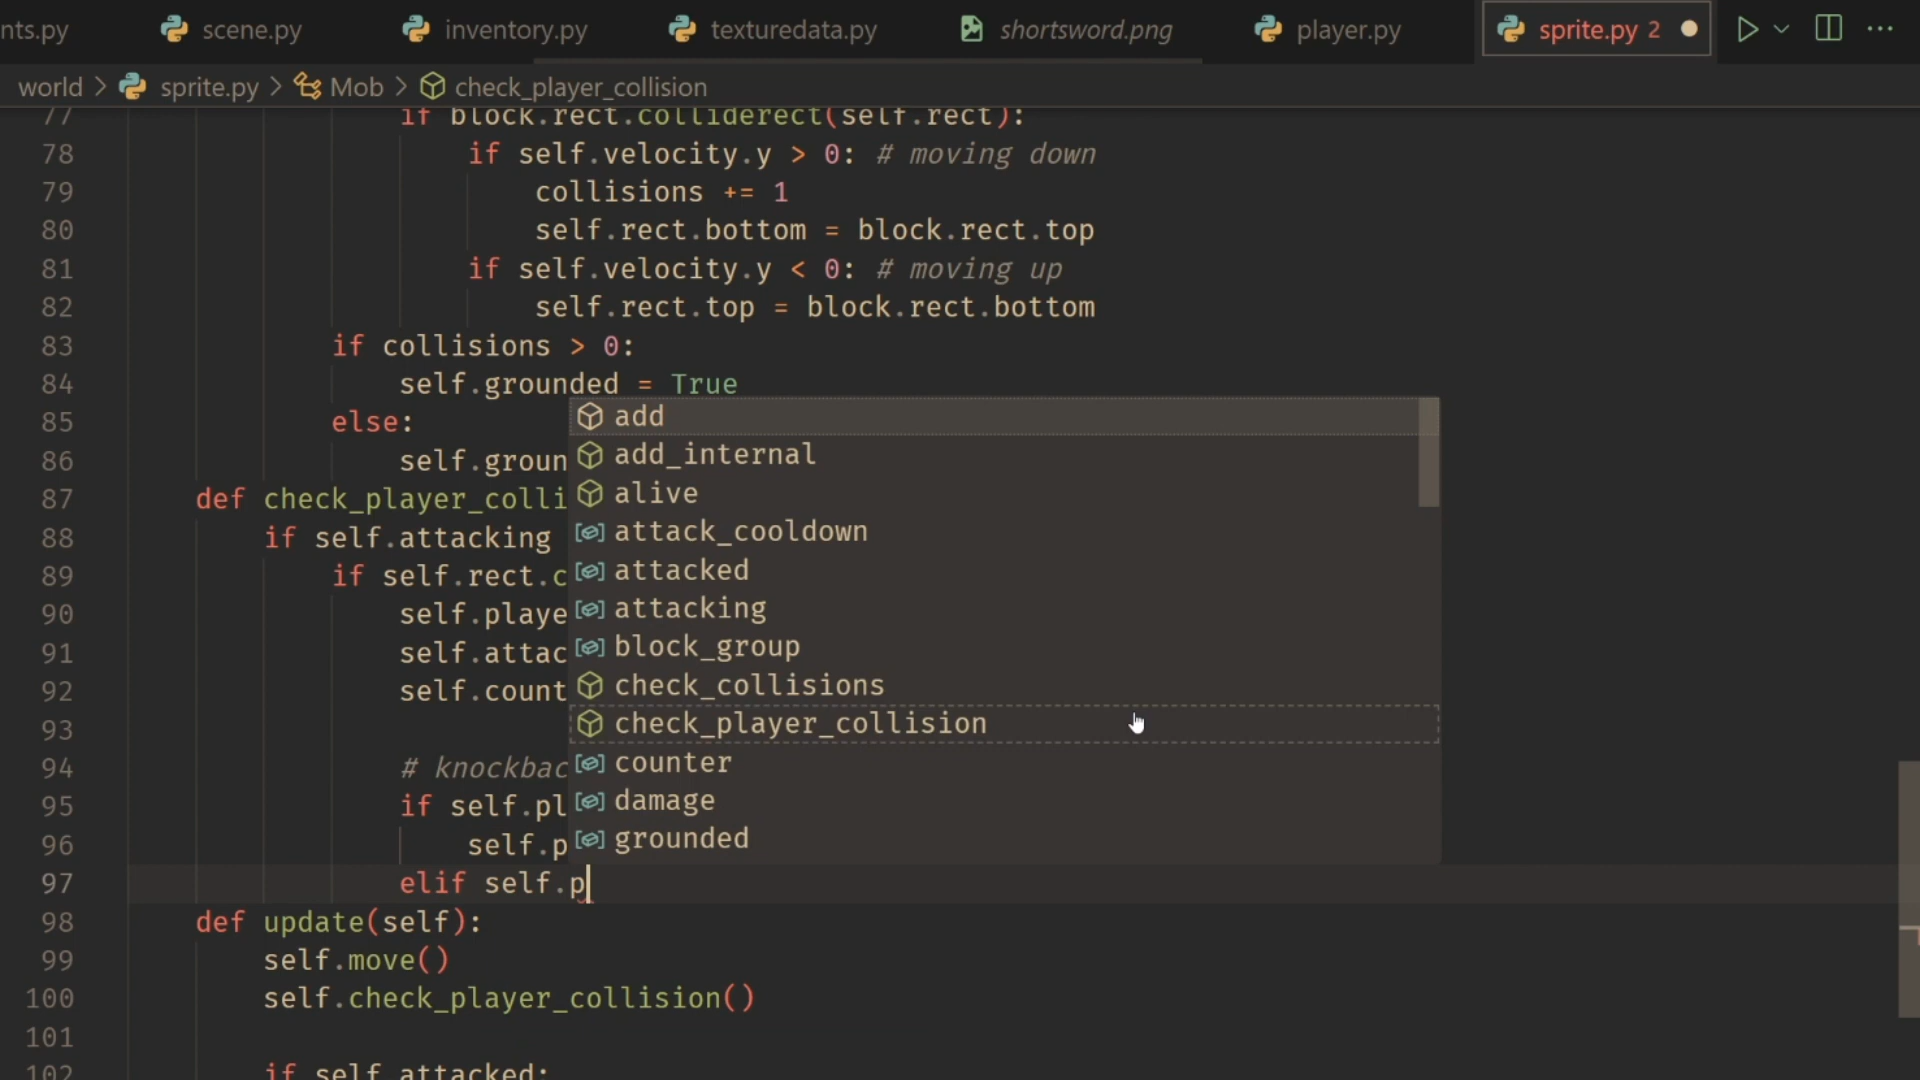 nts.py scene.py inventory.py texturedata.py shortsword.png player.py sprite.py 2
world > sprite.py > Mob > check_player_collision
77 if block.rect.colliderect(self.rect):
78 if self.velocity.y > 0: # moving down
79 collisions += 1
80 self.rect.bottom = block.rect.top
81 if self.velocity.y < 0: # moving up
82 self.rect.top = block.rect.bottom
83 if collisions > 0:
84 self.grounded = True
85 else:
86 self.groun
87 def check_player_colli
88 if self.attacking
89 if self.rect.c
90 self.playe
91 self.attac
92 self.count
93
94 # knockbac
95 if self.pl
96 self.p
97 elif self.p
98 def update(self):
99 self.move()
100 self.check_player_collision()
101
102 if self.attacked:
add
add_internal
alive
attack_cooldown
attacked
attacking
block_group
check_collisions
check_player_collision
counter
damage
grounded